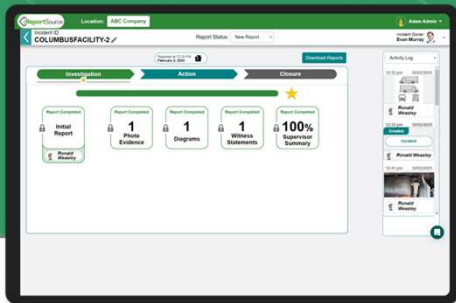 ReportSource
Location:
ABC Company
Adam Admin
Incident ID
COLUMBUSFACILITY-2
Report Status
New Report
Incident Owner
Evan Murray
February 2, 2023
Download Reports
Activity Log
Investigation
Action
Closure
Report Completed
Initial
Report
Ronald
Weasley
Report Completed
1
Photo
Evidence
Report Completed
1
Diagrams
Report Completed
1
Witness
Statements
Report Completed
100%
Supervisor
Summary
Ronald
Weasley
Created
Incident
Ronald Weasley
Ronald
Weasley